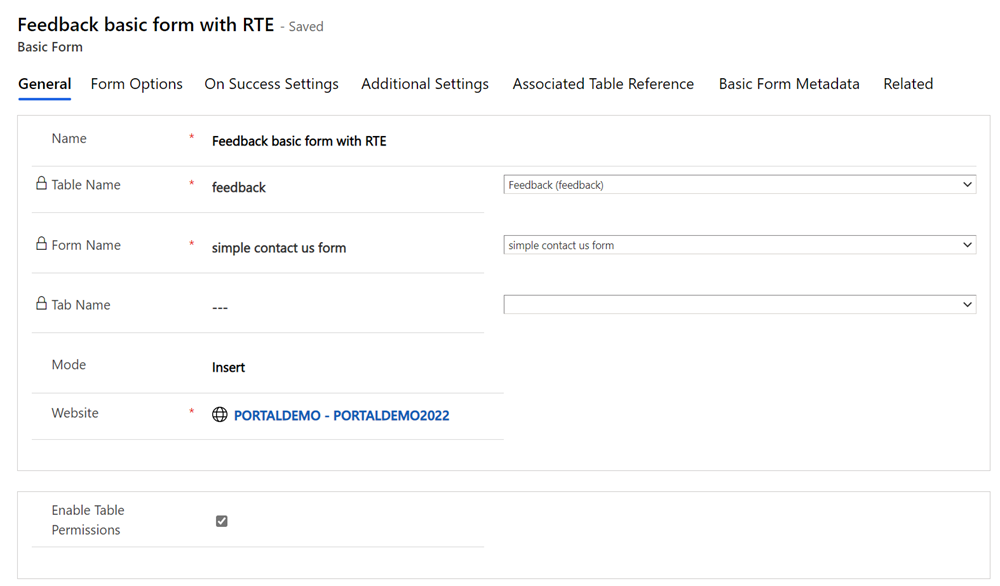 Feedback basic form with RTE - Saved
Basic Form
General Form Options On Success Settings Additional Settings Associated Table Reference Basic Form Metadata Related
Name * Feedback basic form with RTE
Table Name * feedback Feedback (feedback)
Form Name * simple contact us form simple contact us form
Tab Name ---
Mode Insert
Website * PORTALDEMO - PORTALDEMO2022
Enable Table
Permissions